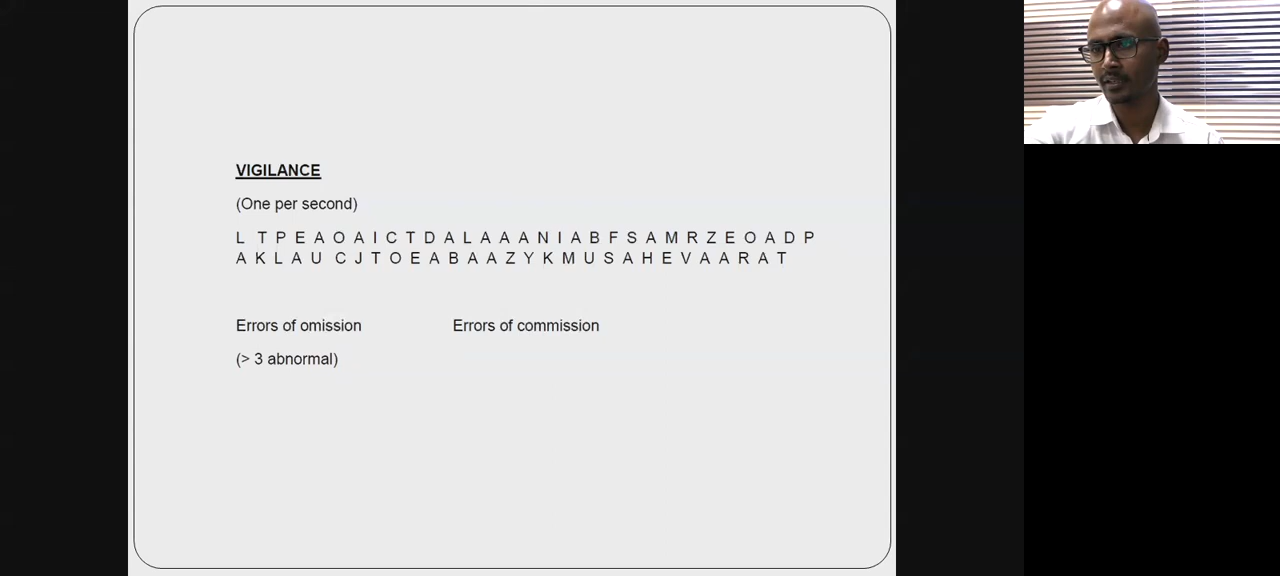 VIGILANCE
(One per second)
L T P E A O A I C T D A L A A A N I A B F S A M R Z E O A D P
A K L A U C J T O E A B A A Z Y K M U S A H E V A A R A T
Errors of omission Errors of commission
(> 3 abnormal)